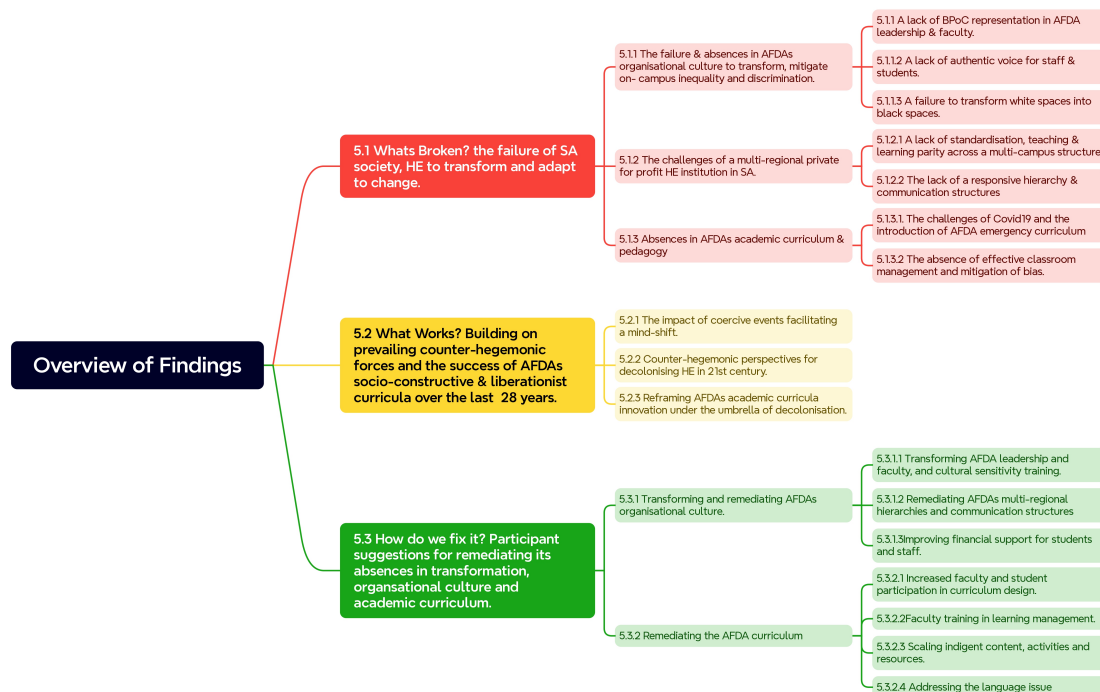 Overview of Findings
5.1 Whats Broken? the failure of SA
society, HE to transform and adapt
to change.
5.1.1 The failure & absences in AFDAs
organisational culture to transform, mitigate
on- campus inequality and discrimination.
5.1.1 A lack of BPoC representation in AFDA
leadership & faculty.
5.1.1.2 A lack of authentic voice for staff &
students.
5.1.1.3 A failure to transform white spaces into
black spaces.
5.1.2 The challenges of a multi-regional private
for profit HE institution in SA.
5.1.2.1 A lack of standardisation, teaching &
learning parity across a multi-campus structure
5.1.2.2 The lack of a responsive hierarchy &
communication structures
5.1.3 Absences in AFDAs academic curriculum &
pedagogy
5.1.3.1. The challenges of Covid19 and the
introduction of AFDA emergency curriculum
5.1.3.2 The absence of effective classroom
management and mitigation of bias.
5.2 What Works? Building on
prevailing counter-hegemonic
forces and the success of AFDAs
socio-constructive & liberationist
curricula over the last  28 years.
5.2.1 The impact of coercive events facilitating
a mind-shift.
5.2.2 Counter-hegemonic perspectives for
decolonising HE in 21st century.
5.2.3 Reframing AFDAs academic curricula
innovation under the umbrella of decolonisation.
5.3 How do we fix it? Participant
suggestions for remediating its
absences in transformation,
organsational culture and
academic curriculum.
5.3.1 Transforming and remediating AFDAs
organisational culture.
5.3.1.1 Transforming AFDA leadership and
faculty, and cultural sensitivity training.
5.3.1.2 Remediating AFDAs multi-regional
hierarchies and communication structures
5.3.1.3Improving financial support for students
and staff.
5.3.2 Remediating the AFDA curriculum
5.3.2.1 Increased faculty and student
participation in curriculum design.
5.3.2.2Faculty training in learning management.
5.3.2.3 Scaling indigent content, activities and
resources.
5.3.2.4 Addressing the language issue